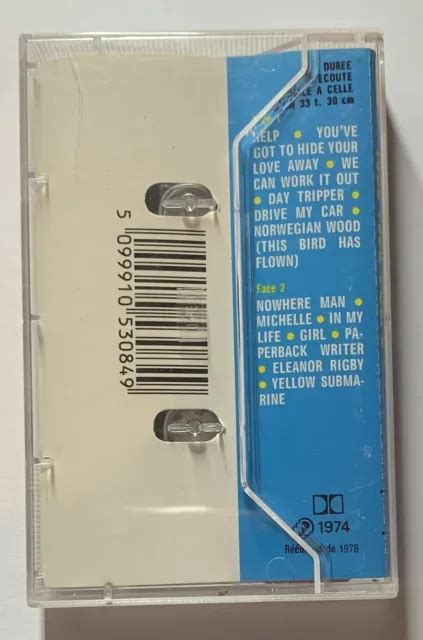 DUREE
ECOUTE
A CELLE
33 t. 30 cm
HELP • YOU'VE
GOT TO HIDE YOUR
LOVE AWAY • WE
CAN WORK IT OUT
• DAY TRIPPER •
DRIVE MY CAR •
NORWEGIAN WOOD
(THIS BIRD HAS
FLOWN)
Face 2
NOWHERE MAN •
MICHELLE • IN MY
LIFE • GIRL • PA-
PERBACK WRITER
• ELEANOR RIGBY
• YELLOW SUBMA-
RINE
℗ 1974
de 1978
5 099910 530849